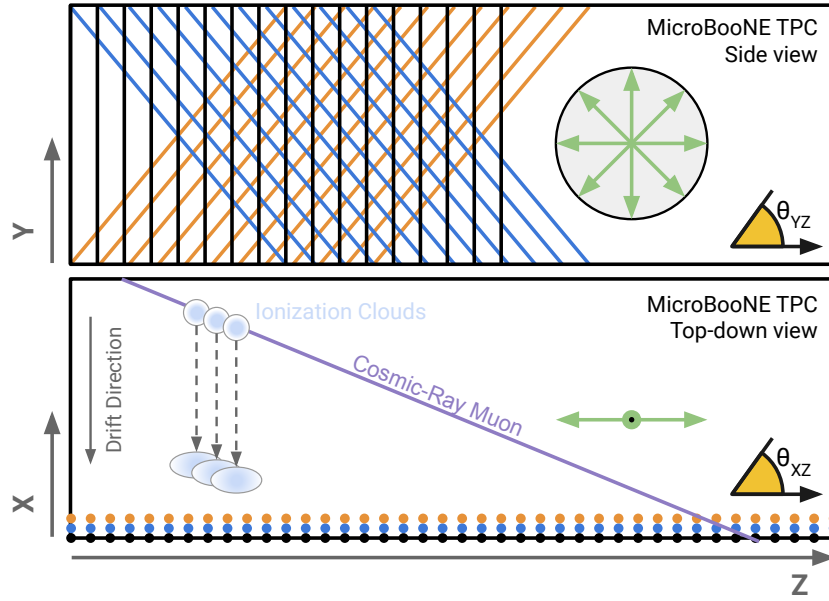 MicroBooNE TPC
Side view
Y
θYZ
MicroBooNE TPC
Top-down view
Ionization Clouds
Drift Direction
Cosmic-Ray Muon
θXZ
X
Z